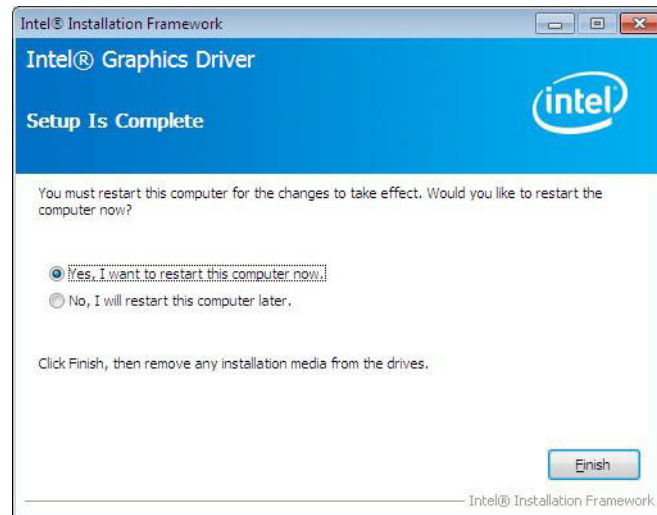 Intel® Installation Framework
Intel® Graphics Driver
intel
Setup Is Complete
You must restart this computer for the changes to take effect. Would you like to restart the
computer now?
Yes, I want to restart this computer now.
No, I will restart this computer later.
Click Finish, then remove any installation media from the drives.
Finish
Intel® Installation Framework